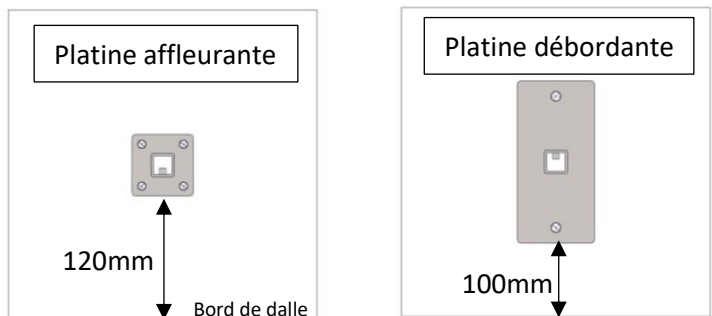 Platine affleurante
Platine débordante
120mm
100mm
Bord de dalle